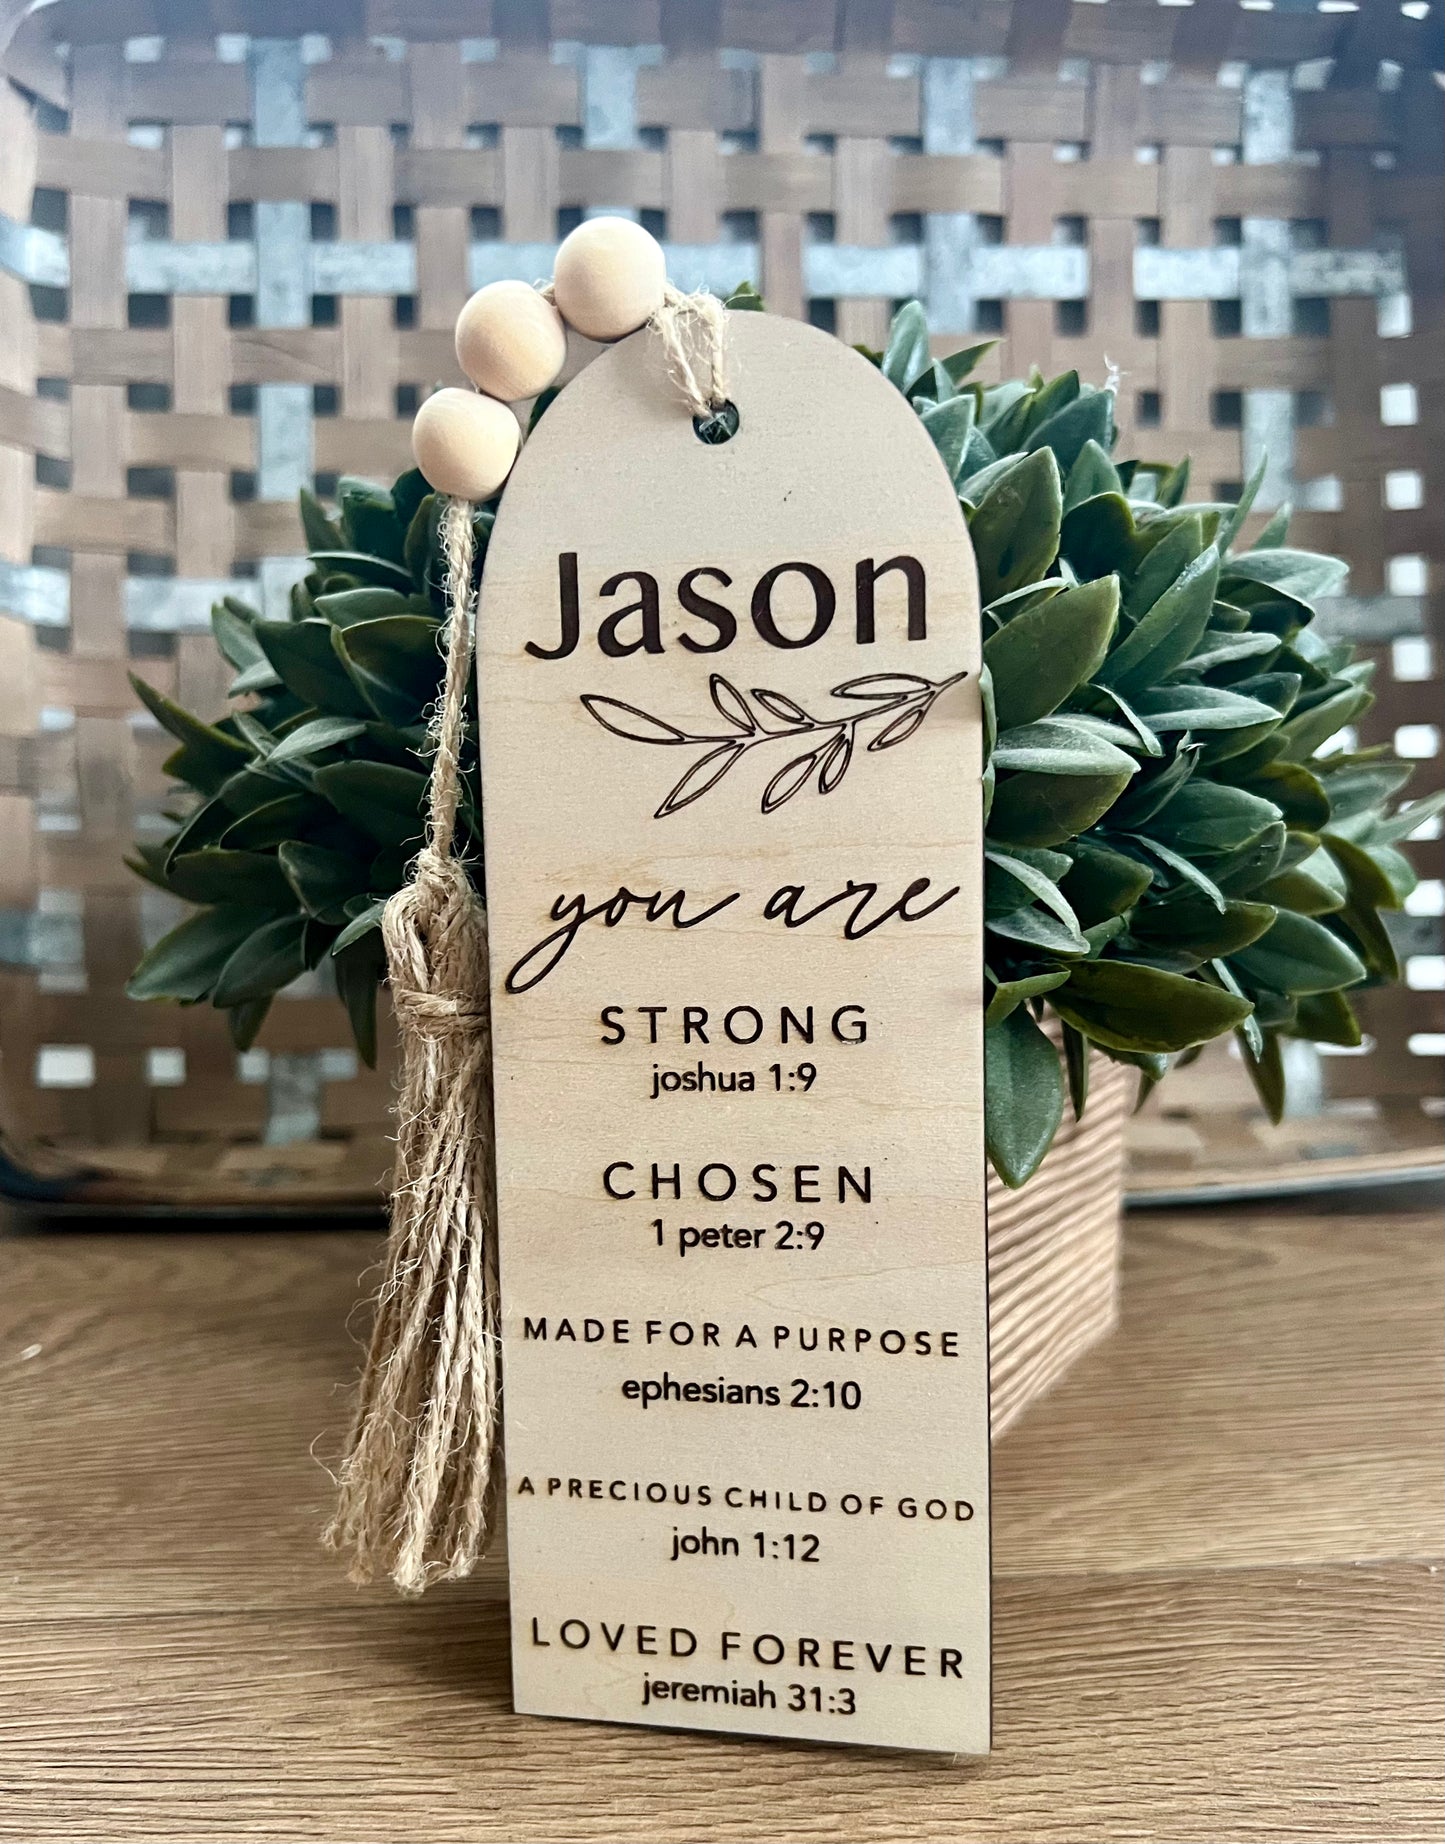 Jason
you are
STRONG
joshua 1:9
CHOSEN
1 peter 2:9
MADE FOR A PURPOSE
ephesians 2:10
A PRECIOUS CHILD OF GOD
john 1:12
LOVED FOREVER
jeremiah 31:3